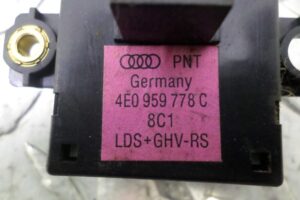 PNT
Germany
4E0 959 778 C
8C1
LDS+GHV-RS